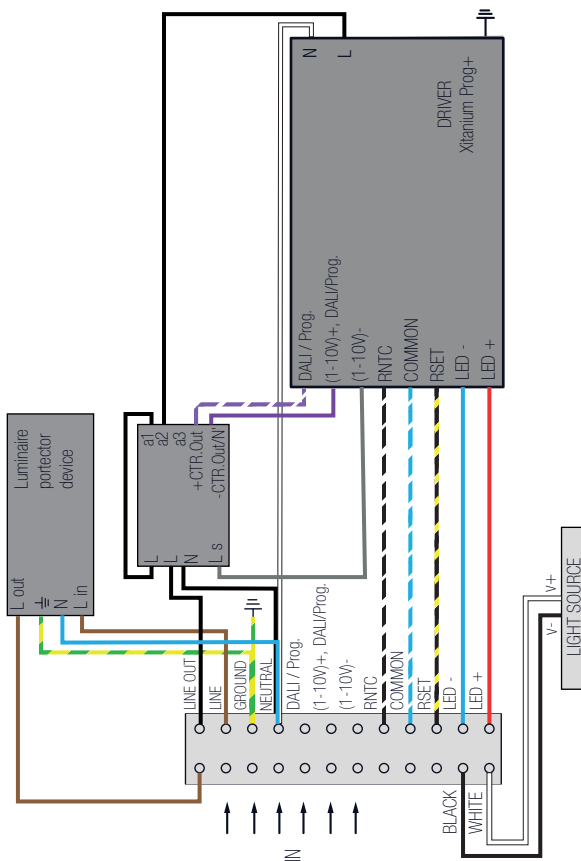 Luminaire
portector
device
L out
N
L in
a1
a2
a3
+CTR.Out
-CTR.Out/N'
L
L
N
L s
N
L
DRIVER
Xitanium Prog+
DALI / Prog.
(1-10V)+, DALI/Prog.
(1-10V)-
RNTC
COMMON
RSET
LED -
LED +
LINE OUT
LINE
GROUND
NEUTRAL
DALI / Prog.
(1-10V)+, DALI/Prog.
(1-10V)-
RNTC
COMMON
RSET
LED -
LED +
IN
BLACK
WHITE
V-
V+
LIGHT SOURCE